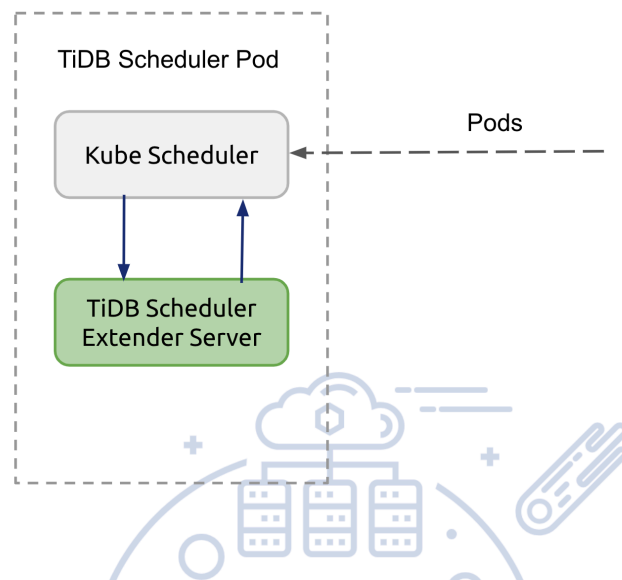 TiDB Scheduler Pod
Kube Scheduler
Pods
TiDB Scheduler
Extender Server